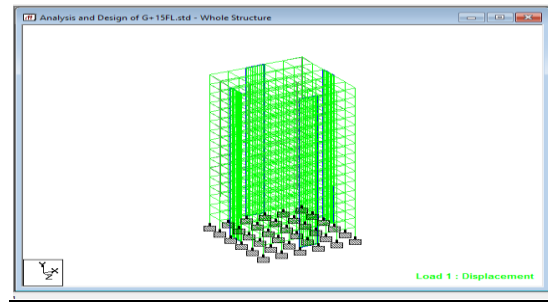 Analysis and Design of G+15FL.std - Whole Structure
Y
X
Z
Load 1 : Displacement